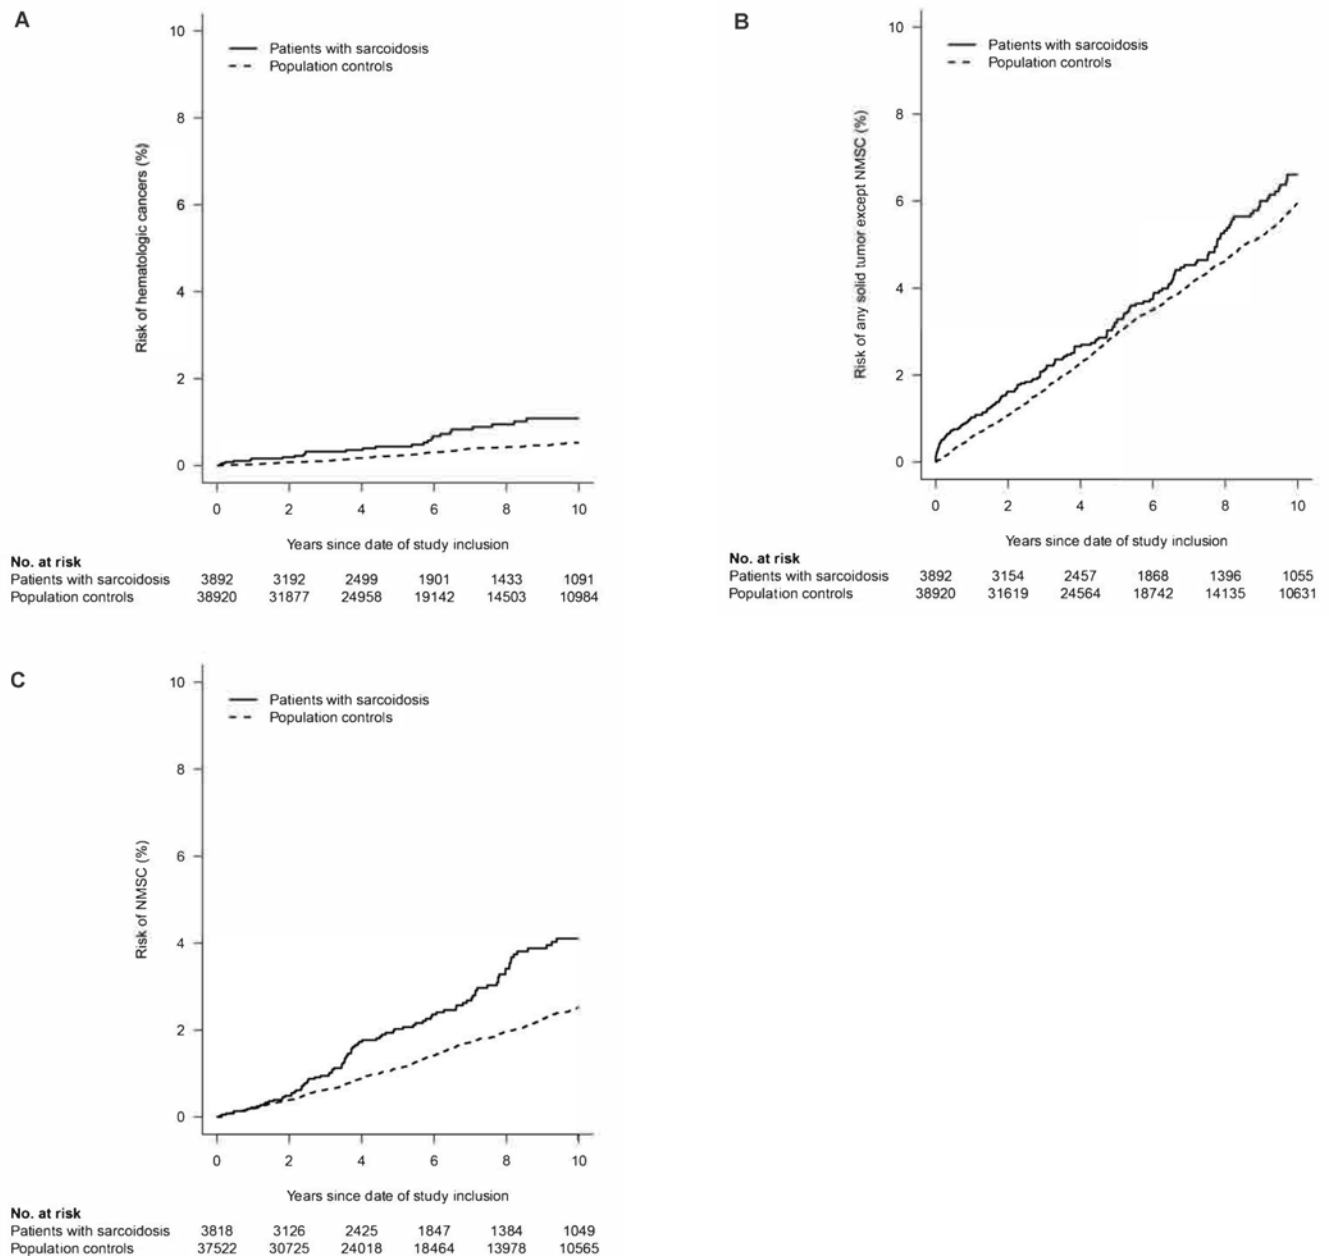 A
10
8
6
4
2
0
Risk of hematologic cancers (%)
Patients with sarcoidosis
Population controls
0 2 4 6 8 10
Years since date of study inclusion
No. at risk
Patients with sarcoidosis 3892 3192 2499 1901 1433 1091
Population controls 38920 31877 24958 19142 14503 10984
B
10
8
6
4
2
0
Risk of any solid tumor except NMSC (%)
Patients with sarcoidosis
Population controls
0 2 4 6 8 10
Years since date of study inclusion
No. at risk
Patients with sarcoidosis 3892 3154 2457 1868 1396 1055
Population controls 38920 31619 24564 18742 14135 10631
C
10
8
6
4
2
0
Risk of NMSC (%)
Patients with sarcoidosis
Population controls
0 2 4 6 8 10
Years since date of study inclusion
No. at risk
Patients with sarcoidosis 3818 3126 2425 1847 1384 1049
Population controls 37522 30725 24018 18464 13978 10565